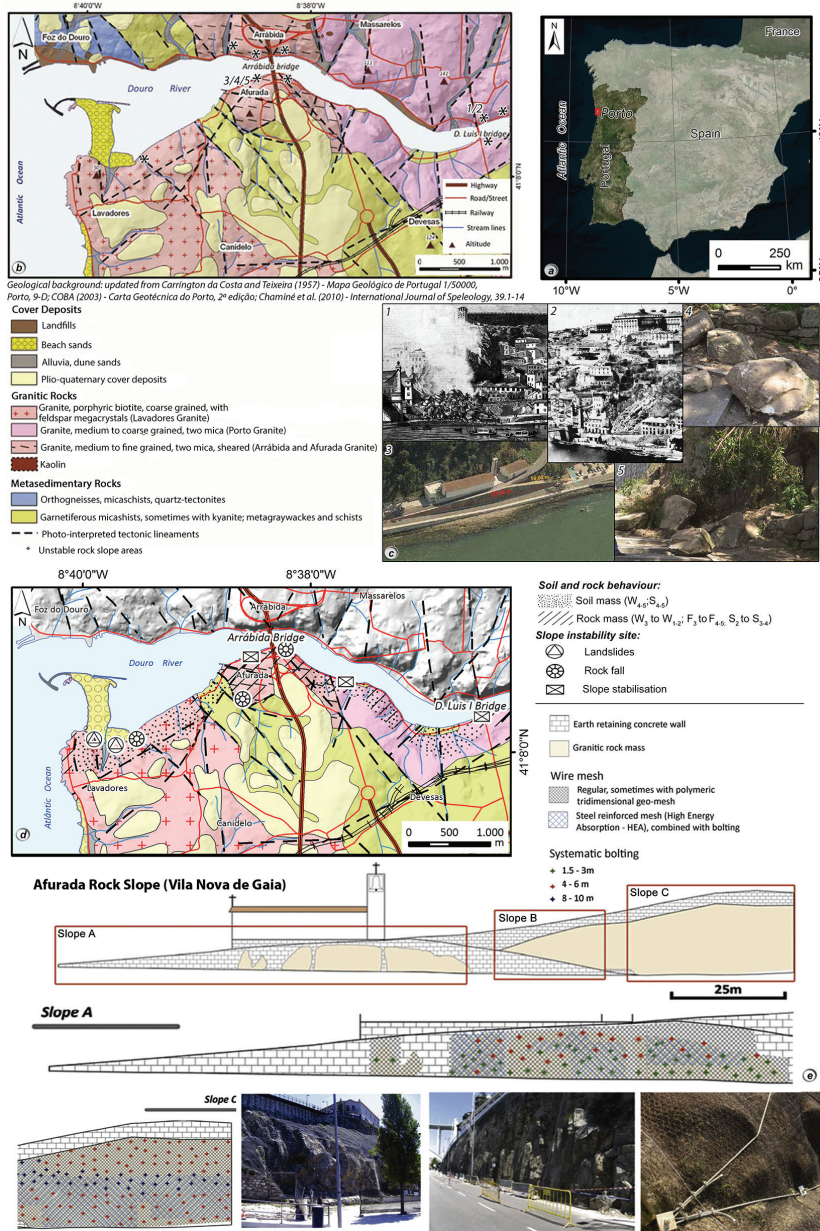 8°40'0"W
8°38'0"W
Foz do Douro
Arrábida
Massarelos
N
Arrábida bridge
Douro River
3/4/5
Afurada
1/2
D. Luis I bridge
Atlantic Ocean
Lavadores
Canidelo
Devesas
41°8'0"N
Highway
Road/Street
Railway
Stream lines
Altitude
0 500 1.000
m
b
N
France
Atlantic Ocean
Porto
Portugal
Spain
0 250
km
a
10°W
5°W
0°
Geological background: updated from Carríngton da Costa and Teixeira (1957) - Mapa Geológico de Portugal 1/50000,
Porto, 9-D; COBA (2003) - Carta Geotécnica do Porto, 2ª edição; Chaminé et al. (2010) - International Journal of Speleology, 39.1-14
Cover Deposits
Landfills
Beach sands
Alluvia, dune sands
Plio-quaternary cover deposits
Granitic Rocks
Granite, porphyric biotite, coarse grained, with
feldspar megacrystals (Lavadores Granite)
Granite, medium to coarse grained, two mica (Porto Granite)
Granite, medium to fine grained, two mica, sheared (Arrábida and Afurada Granite)
Kaolin
Metasedimentary Rocks
Orthogneisses, micaschists, quartz-tectonites
Garnetiferous micashists, sometimes with kyanite; metagraywackes and schists
Photo-interpreted tectonic lineaments
* Unstable rock slope areas
1
2
3
4
5
c
8°40'0"W
8°38'0"W
N
Foz do Douro
Arrábida
Massarelos
Arrábida Bridge
Douro River
Afurada
D. Luis I Bridge
Atlântic Ocean
Lavadores
Canidelo
Devesas
41°8'0"N
0 500 1.000
m
d
Soil and rock behaviour:
Soil mass (W4-5;S4-5)
Rock mass (W3 to W1-2; F3 to F4-5; S2 to S3-4)
Slope instability site:
Landslides
Rock fall
Slope stabilisation
Earth retaining concrete wall
Granitic rock mass
Wire mesh
Regular, sometimes with polymeric
tridimensional geo-mesh
Steel reinforced mesh (High Energy
Absorption - HEA), combined with bolting
Systematic bolting
1.5 - 3m
4 - 6 m
8 - 10 m
Afurada Rock Slope (Vila Nova de Gaia)
Slope A
Slope B
Slope C
25m
Slope A
e
Slope C